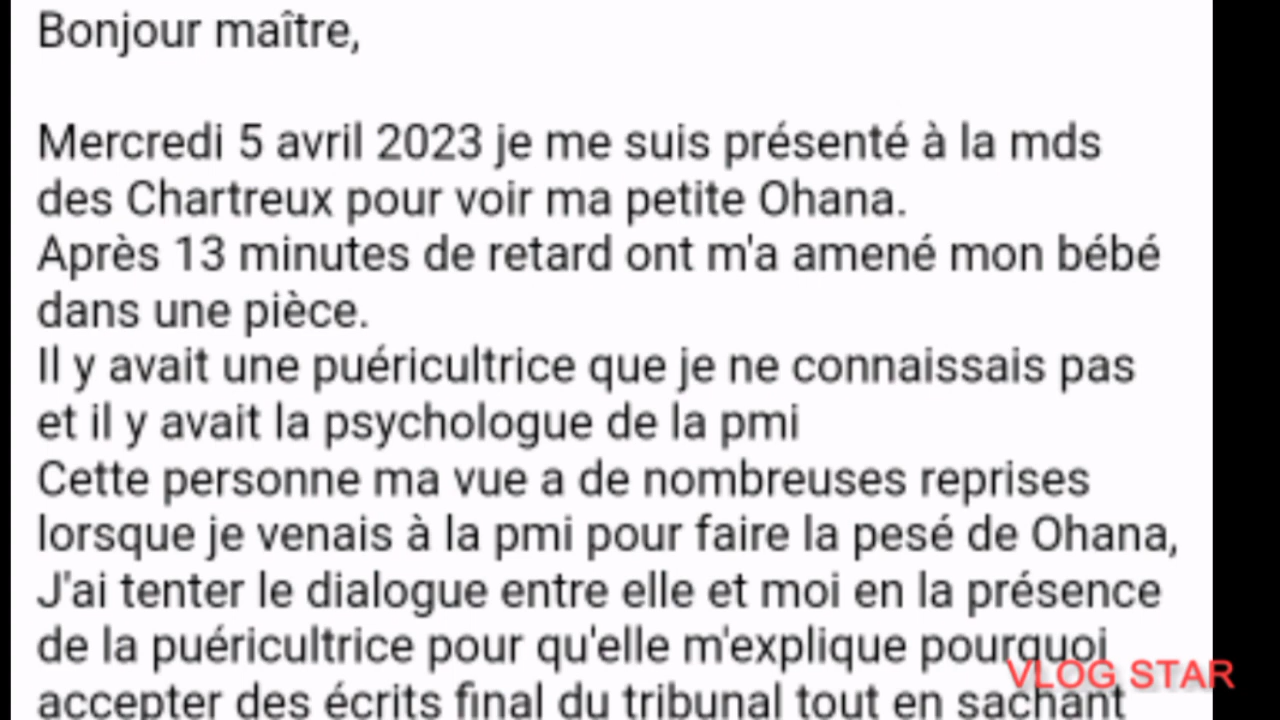 Bonjour maître,
Mercredi 5 avril 2023 je me suis présenté à la mds
des Chartreux pour voir ma petite Ohana.
Après 13 minutes de retard ont m'a amené mon bébé
dans une pièce.
Il y avait une puéricultrice que je ne connaissais pas
et il y avait la psychologue de la pmi
Cette personne ma vue a de nombreuses reprises
lorsque je venais à la pmi pour faire la pesé de Ohana,
J'ai tenter le dialogue entre elle et moi en la présence
de la puéricultrice pour qu'elle m'explique pourquoi
accepter des écrits final du tribunal tout en sachant
VLOG STAR